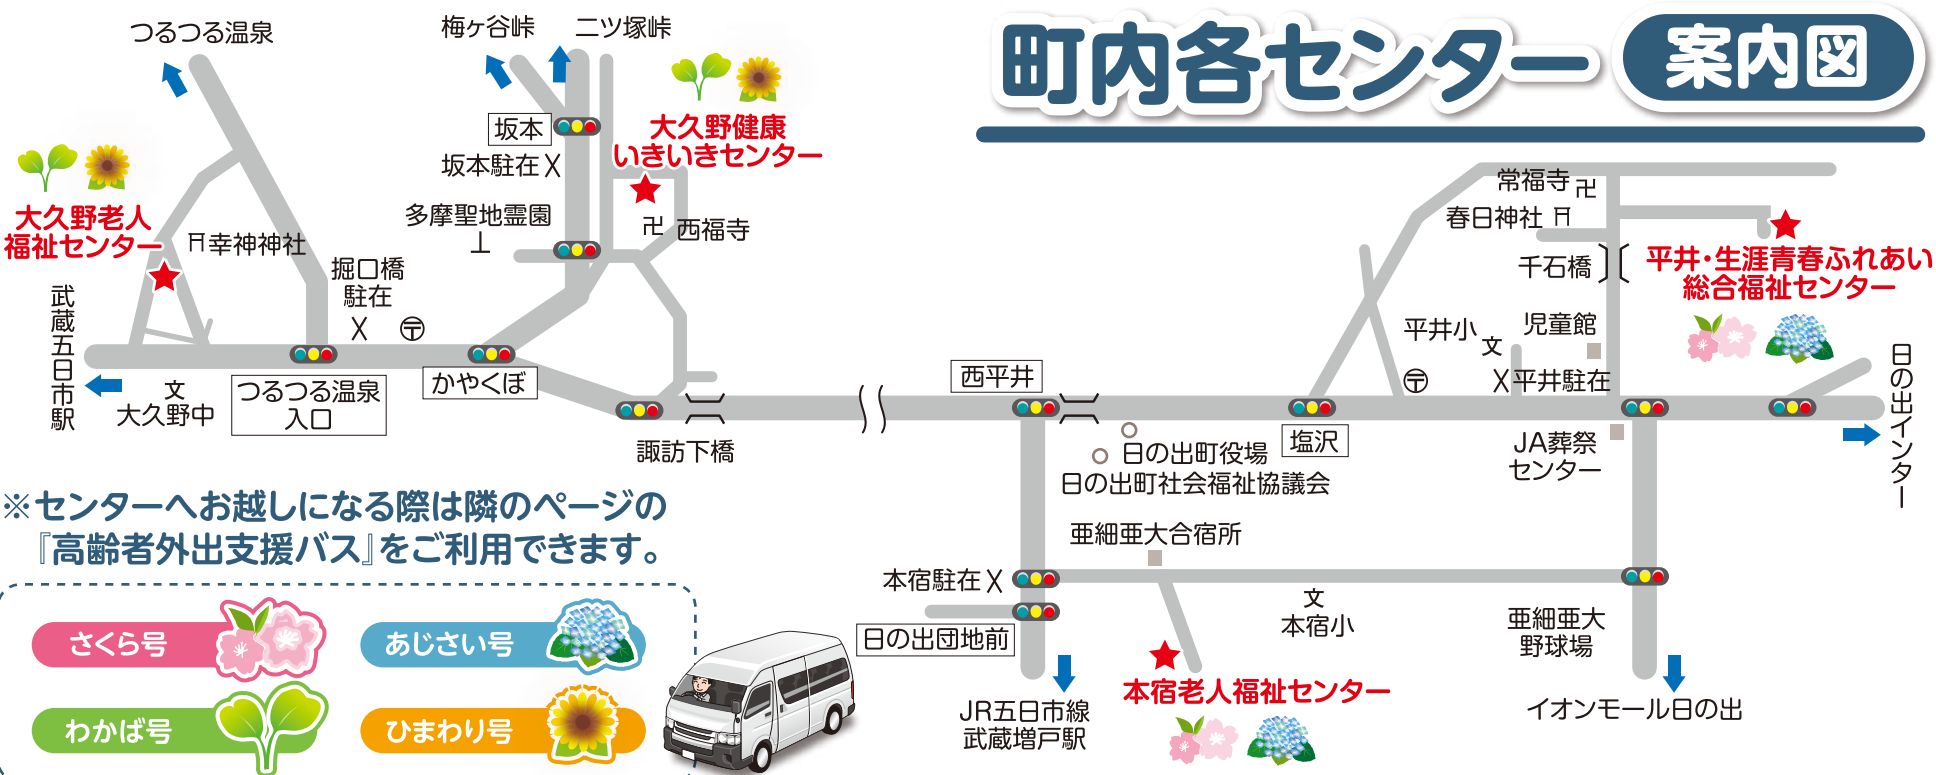 町内各センター 案内図
つるつる温泉
梅ヶ谷峠
二ツ塚峠
坂本
坂本駐在
大久野健康
いきいきセンター
大久野老人
福祉センター
幸神神社
多摩聖地霊園
卍 西福寺
堀口橋
駐在
〒
武蔵五日市駅
文
大久野中
つるつる温泉
入口
かやくぼ
諏訪下橋
西平井
常福寺 卍
春日神社
千石橋
平井・生涯青春ふれあい
総合福祉センター
平井小
文
児童館
〒
平井駐在
日の出インター
塩沢
日の出町役場
日の出町社会福祉協議会
JA葬祭
センター
亜細亜大合宿所
本宿駐在
日の出団地前
文
本宿小
亜細亜大
野球場
本宿老人福祉センター
JR五日市線
武蔵増戸駅
イオンモール日の出
※センターへお越しになる際は隣のページの
『高齢者外出支援バス』をご利用できます。
さくら号
あじさい号
わかば号
ひまわり号